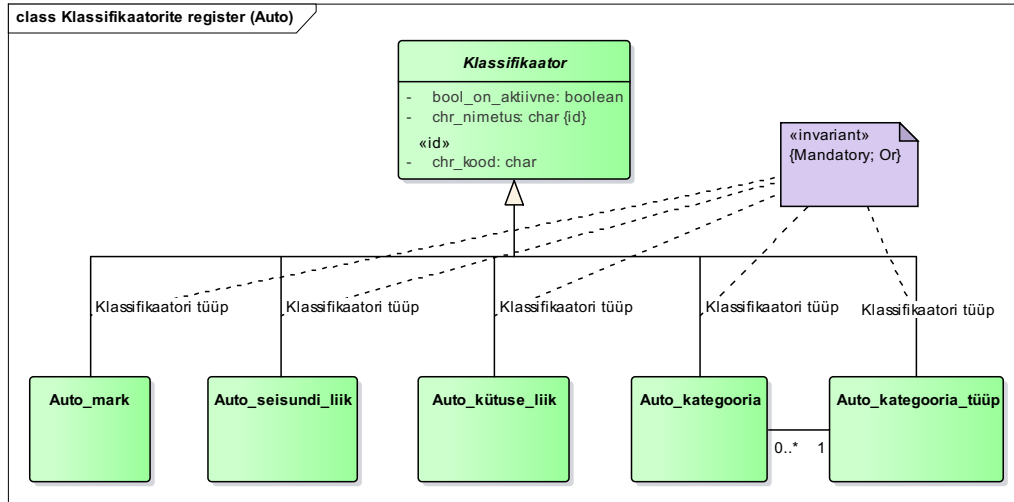 class Klassifikaatorite register (Auto)
Klassifikaator
- bool_on_aktiivne: boolean
- chr_nimetus: char {id}
«id»
- chr_kood: char
«invariant»
{Mandatory; Or}
Klassifikaatori tüüp
Klassifikaatori tüüp
Klassifikaatori tüüp
Klassifikaatori tüüp
Klassifikaatori tüüp
Auto_mark
Auto_seisundi_liik
Auto_kütuse_liik
Auto_kategooria
Auto_kategooria_tüüp
0..* 1